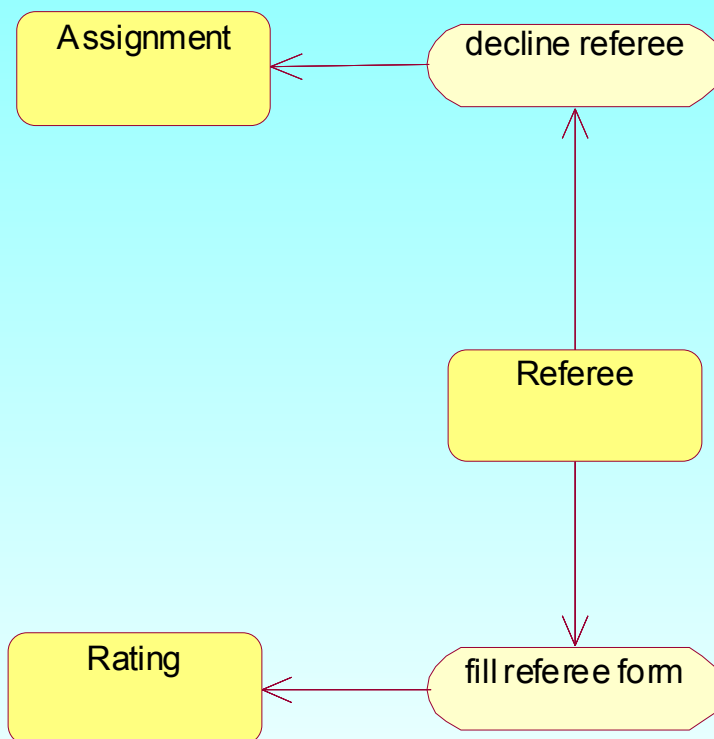 Assignment
decline referee
Referee
Rating
fill referee form